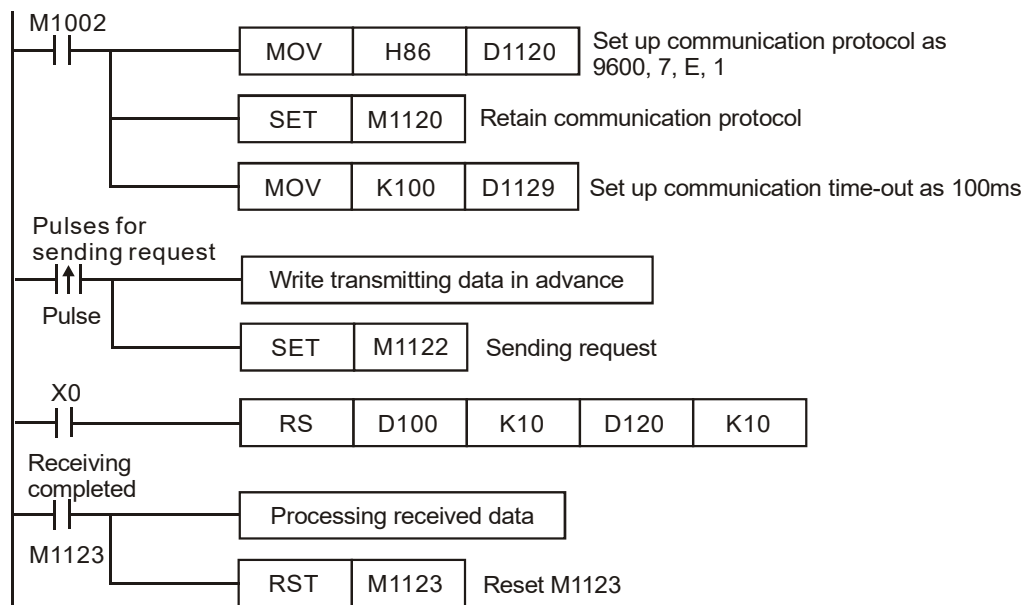 M1002
MOV H86 D1120 Set up communication protocol as
9600, 7, E, 1
SET M1120 Retain communication protocol
MOV K100 D1129 Set up communication time-out as 100ms
Pulses for
sending request
Write transmitting data in advance
Pulse
SET M1122 Sending request
X0
RS D100 K10 D120 K10
Receiving
completed
Processing received data
M1123
RST M1123 Reset M1123